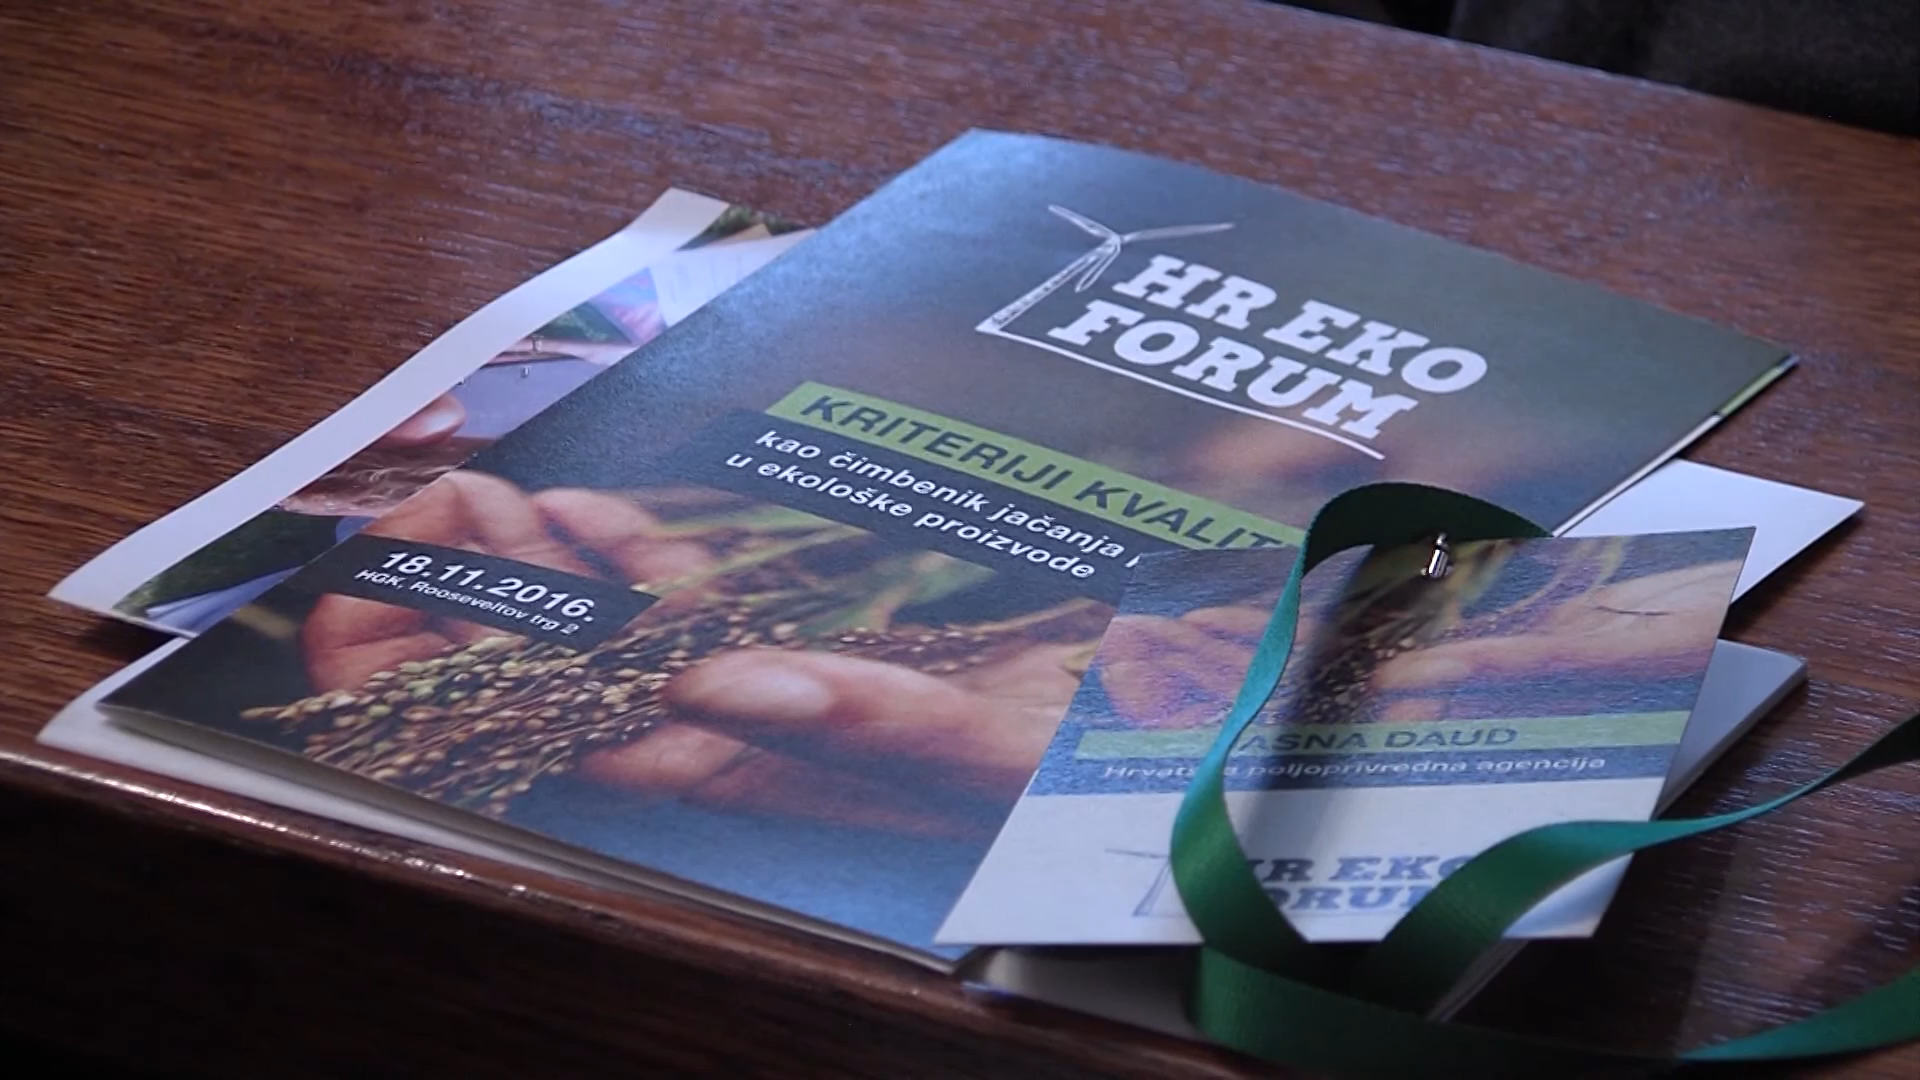 HR EKO
FORUM
KRITERIJI KVALIT
kao čimbenik jačanja
u ekološke proizvode
18.11.2016.
HGK, Rooseveltov trg 2
ASNA DAUD
Hrvatska poljoprivredna agencija
HR EKO
FORUM